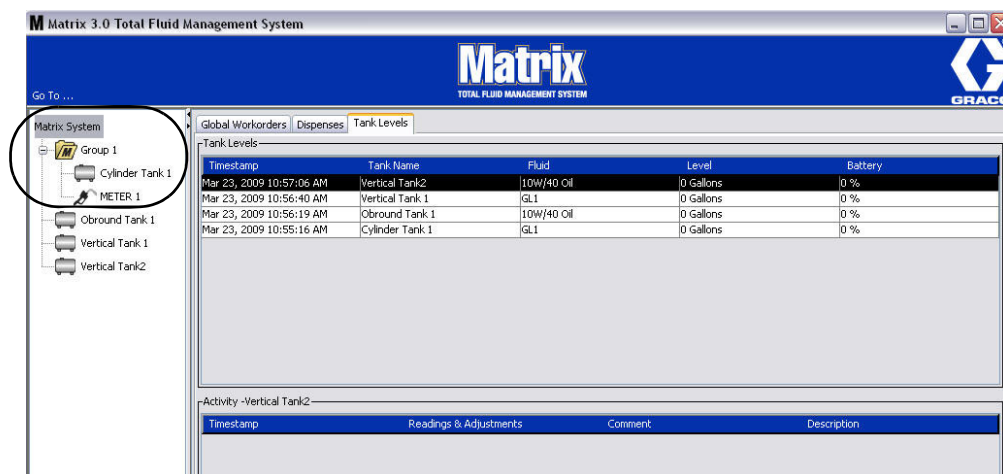 Matrix 3.0 Total Fluid Management System
Matrix
TOTAL FLUID MANAGEMENT SYSTEM
GRACO
Go To ...
Matrix System
Group 1
Cylinder Tank 1
METER 1
Obround Tank 1
Vertical Tank 1
Vertical Tank2
Global Workorders Dispenses Tank Levels
Tank Levels
Timestamp Tank Name Fluid Level Battery
Mar 23, 2009 10:57:06 AM Vertical Tank2 10W/40 Oil 0 Gallons 0 %
Mar 23, 2009 10:56:40 AM Vertical Tank 1 GL1 0 Gallons 0 %
Mar 23, 2009 10:56:19 AM Obround Tank 1 10W/40 Oil 0 Gallons 0 %
Mar 23, 2009 10:55:16 AM Cylinder Tank 1 GL1 0 Gallons 0 %
Activity -Vertical Tank2
Timestamp Readings & Adjustments Comment Description